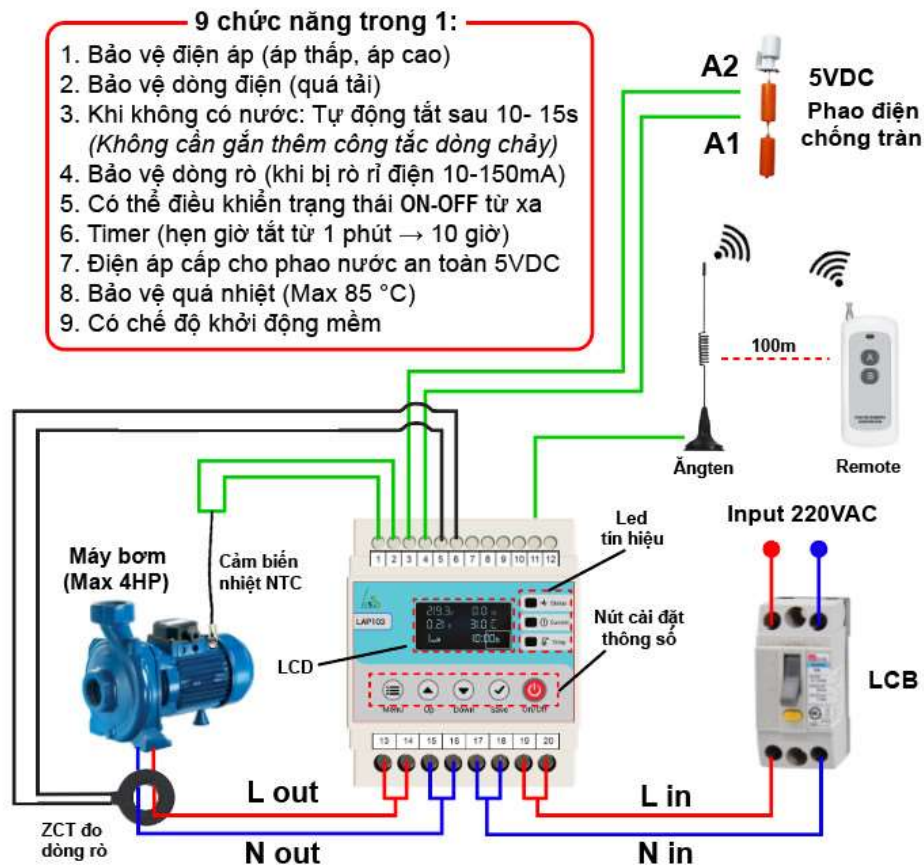 9 chức năng trong 1:
1. Bảo vệ điện áp (áp thấp, áp cao)
2. Bảo vệ dòng điện (quá tải)
3. Khi không có nước: Tự động tắt sau 10- 15s
(Không cần gắn thêm công tắc dòng chảy)
4. Bảo vệ dòng rò (khi bị rò rỉ điện 10-150mA)
5. Có thể điều khiển trạng thái ON-OFF từ xa
6. Timer (hẹn giờ tắt từ 1 phút → 10 giờ)
7. Điện áp cấp cho phao nước an toàn 5VDC
8. Bảo vệ quá nhiệt (Max 85 °C)
9. Có chế độ khởi động mềm
A2
A1
5VDC
Phao điện
chống tràn
100m
A
B
Ăngten
Remote
Input 220VAC
LCB
Led
tín hiệu
Nút cài đặt
thông số
Máy bơm
(Max 4HP)
Cảm biến
nhiệt NTC
LCD
1 2 3 4 5 6 7 8 9 10 11 12
LAP103
219.3
Menu Up Down Save On/Off
13 14 15 16 17 18 19 20
L out
L in
N out
N in
ZCT đo
dòng rò